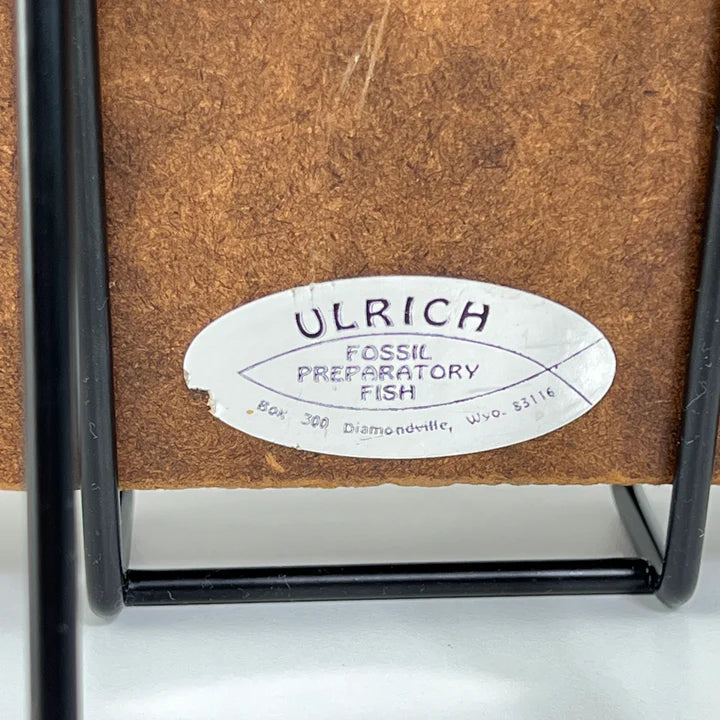 ULRICH
FOSSIL
PREPARATORY
FISH
Box 300 Diamondville, Wyo. 83116